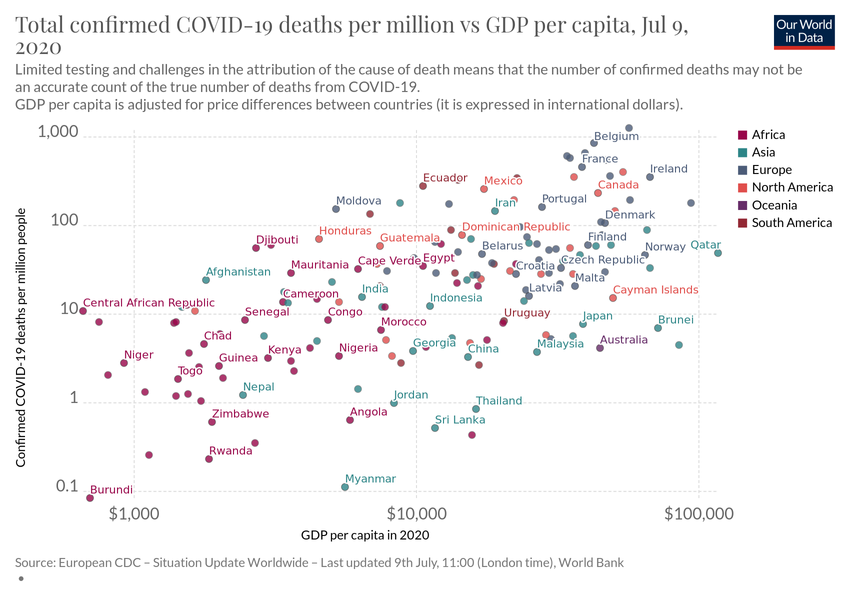 Total confirmed COVID-19 deaths per million vs GDP per capita, Jul 9,
2020
Our World
in Data
Limited testing and challenges in the attribution of the cause of death means that the number of confirmed deaths may not be
an accurate count of the true number of deaths from COVID-19.
GDP per capita is adjusted for price differences between countries (it is expressed in international dollars).
Confirmed COVID-19 deaths per million people
1,000
100
10
1
0.1
Belgium
France
Ireland
Ecuador
Mexico
Canada
Moldova
Iran
Portugal
Denmark
Honduras
Guatemala
Dominican Republic
Finland
Djibouti
Belarus
Norway
Qatar
Mauritania
Cape Verde
Egypt
Croatia
Czech Republic
Afghanistan
Malta
Cameroon
India
Indonesia
Latvia
Cayman Islands
Central African Republic
Senegal
Congo
Morocco
Uruguay
Japan
Brunei
Chad
Georgia
China
Malaysia
Australia
Niger
Guinea
Kenya
Nigeria
Togo
Nepal
Jordan
Thailand
Zimbabwe
Angola
Sri Lanka
Rwanda
Burundi
Myanmar
$1,000
$10,000
$100,000
GDP per capita in 2020
Africa
Asia
Europe
North America
Oceania
South America
Source: European CDC – Situation Update Worldwide – Last updated 9th July, 11:00 (London time), World Bank